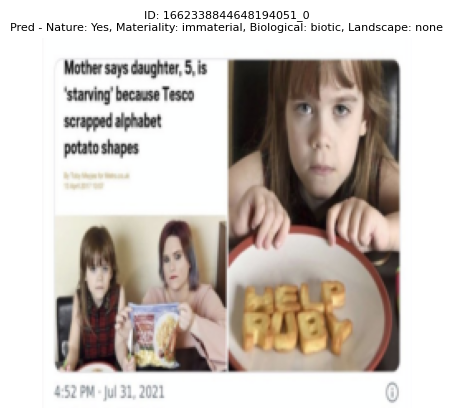 ID: 1662338844648194051_0
Pred - Nature: Yes, Materiality: immaterial, Biological: biotic, Landscape: none
Mother says daughter, 5, is
'starving' because Tesco
scrapped alphabet
potato shapes
HELP
RUBY
4:52 PM · Jul 31, 2021